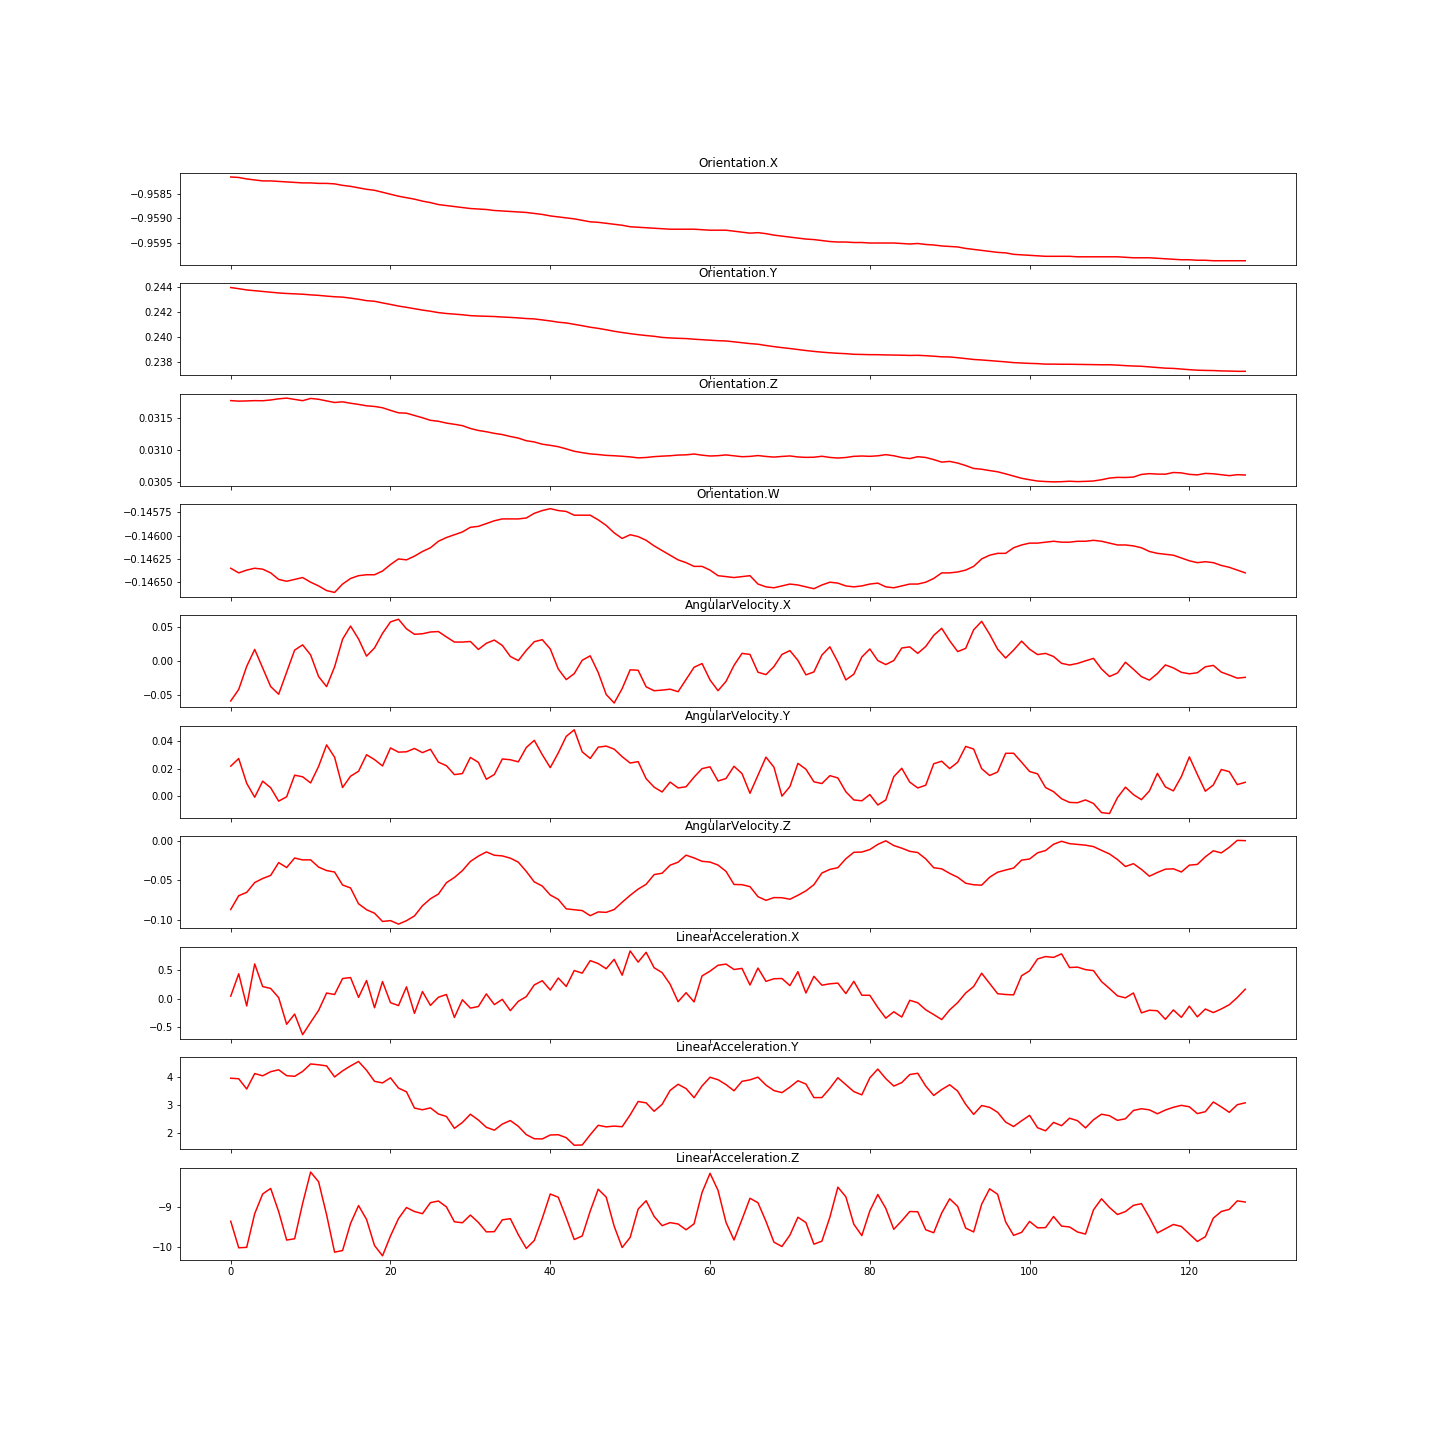 Orientation.X
−0.9585
−0.9590
−0.9595
Orientation.Y
0.244
0.242
0.240
0.238
Orientation.Z
0.0315
0.0310
0.0305
Orientation.W
−0.14575
−0.14600
−0.14625
−0.14650
AngularVelocity.X
0.05
0.00
−0.05
AngularVelocity.Y
0.04
0.02
0.00
AngularVelocity.Z
0.00
−0.05
−0.10
LinearAcceleration.X
0.5
0.0
−0.5
LinearAcceleration.Y
4
3
2
LinearAcceleration.Z
−9
−10
0 20 40 60 80 100 120